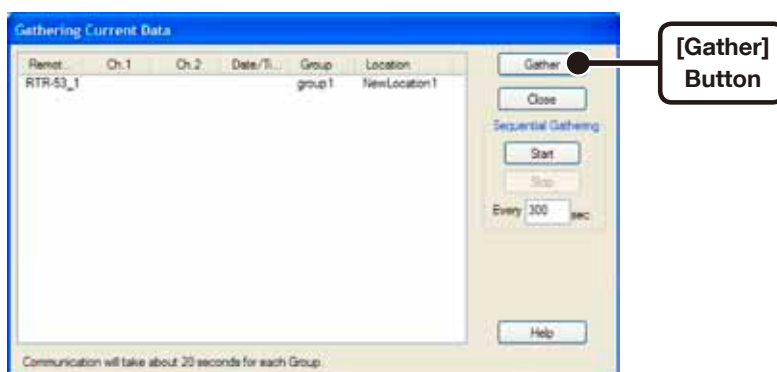 Gathering Current Data
Remot... Ch.1 Ch.2 Date/Ti... Group Location
RTR-53_1 group1 NewLocation1
Gather
Close
Sequential Gathering
Start
Stop
Every 300 sec
Help
Communication will take about 20 seconds for each Group.
[Gather]
Button